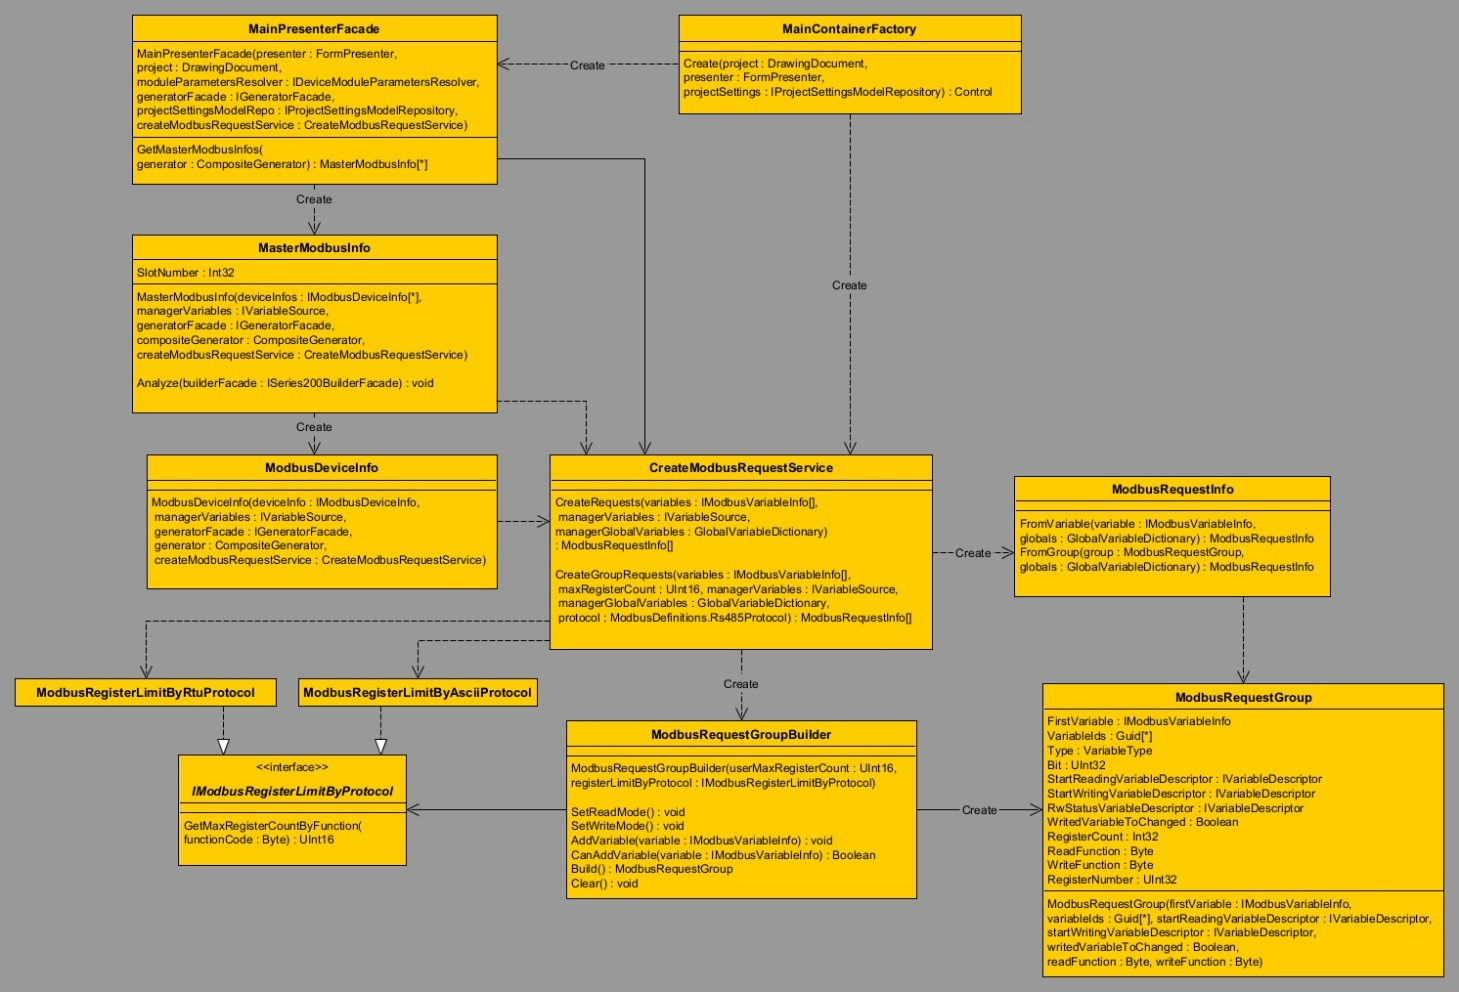 MainPresenterFacade
MainPresenterFacade(presenter : FormPresenter,
project : DrawingDocument,
moduleParametersResolver : IDeviceModuleParametersResolver,
generatorFacade : IGeneratorFacade,
projectSettingsModelRepo : IProjectSettingsModelRepository,
createModbusRequestService : CreateModbusRequestService)
GetMasterModbusInfos(
generator : CompositeGenerator) : MasterModbusInfo[*]
Create
MainContainerFactory
Create(project : DrawingDocument,
presenter : FormPresenter,
projectSettings : IProjectSettingsModelRepository) : Control
Create
MasterModbusInfo
SlotNumber : Int32
MasterModbusInfo(deviceInfos : IModbusDeviceInfo[*],
managerVariables : IVariableSource,
generatorFacade : IGeneratorFacade,
compositeGenerator : CompositeGenerator,
createModbusRequestService : CreateModbusRequestService)
Analyze(builderFacade : ISeries200BuilderFacade) : void
Create
Create
ModbusDeviceInfo
ModbusDeviceInfo(deviceInfo : IModbusDeviceInfo,
managerVariables : IVariableSource,
generatorFacade : IGeneratorFacade,
generator : CompositeGenerator,
createModbusRequestService : CreateModbusRequestService)
CreateModbusRequestService
CreateRequests(variables : IModbusVariableInfo[],
managerVariables : IVariableSource,
managerGlobalVariables : GlobalVariableDictionary)
: ModbusRequestInfo[]
CreateGroupRequests(variables : IModbusVariableInfo[],
maxRegisterCount : UInt16, managerVariables : IVariableSource,
managerGlobalVariables : GlobalVariableDictionary,
protocol : ModbusDefinitions.Rs485Protocol) : ModbusRequestInfo[]
Create
ModbusRequestInfo
FromVariable(variable : IModbusVariableInfo,
globals : GlobalVariableDictionary) : ModbusRequestInfo
FromGroup(group : ModbusRequestGroup,
globals : GlobalVariableDictionary) : ModbusRequestInfo
ModbusRegisterLimitByRtuProtocol
ModbusRegisterLimitByAsciiProtocol
Create
<<interface>>
IModbusRegisterLimitByProtocol
GetMaxRegisterCountByFunction(
functionCode : Byte) : UInt16
ModbusRequestGroupBuilder
ModbusRequestGroupBuilder(userMaxRegisterCount : UInt16,
registerLimitByProtocol : IModbusRegisterLimitByProtocol)
SetReadMode() : void
SetWriteMode() : void
AddVariable(variable : IModbusVariableInfo) : void
CanAddVariable(variable : IModbusVariableInfo) : Boolean
Build() : ModbusRequestGroup
Clear() : void
Create
ModbusRequestGroup
FirstVariable : IModbusVariableInfo
VariableIds : Guid[*]
Type : VariableType
Bit : UInt32
StartReadingVariableDescriptor : IVariableDescriptor
StartWritingVariableDescriptor : IVariableDescriptor
RwStatusVariableDescriptor : IVariableDescriptor
WritedVariableToChanged : Boolean
RegisterCount : Int32
ReadFunction : Byte
WriteFunction : Byte
RegisterNumber : UInt32
ModbusRequestGroup(firstVariable : IModbusVariableInfo,
variableIds : Guid[*], startReadingVariableDescriptor : IVariableDescriptor,
startWritingVariableDescriptor : IVariableDescriptor,
writedVariableToChanged : Boolean,
readFunction : Byte, writeFunction : Byte)